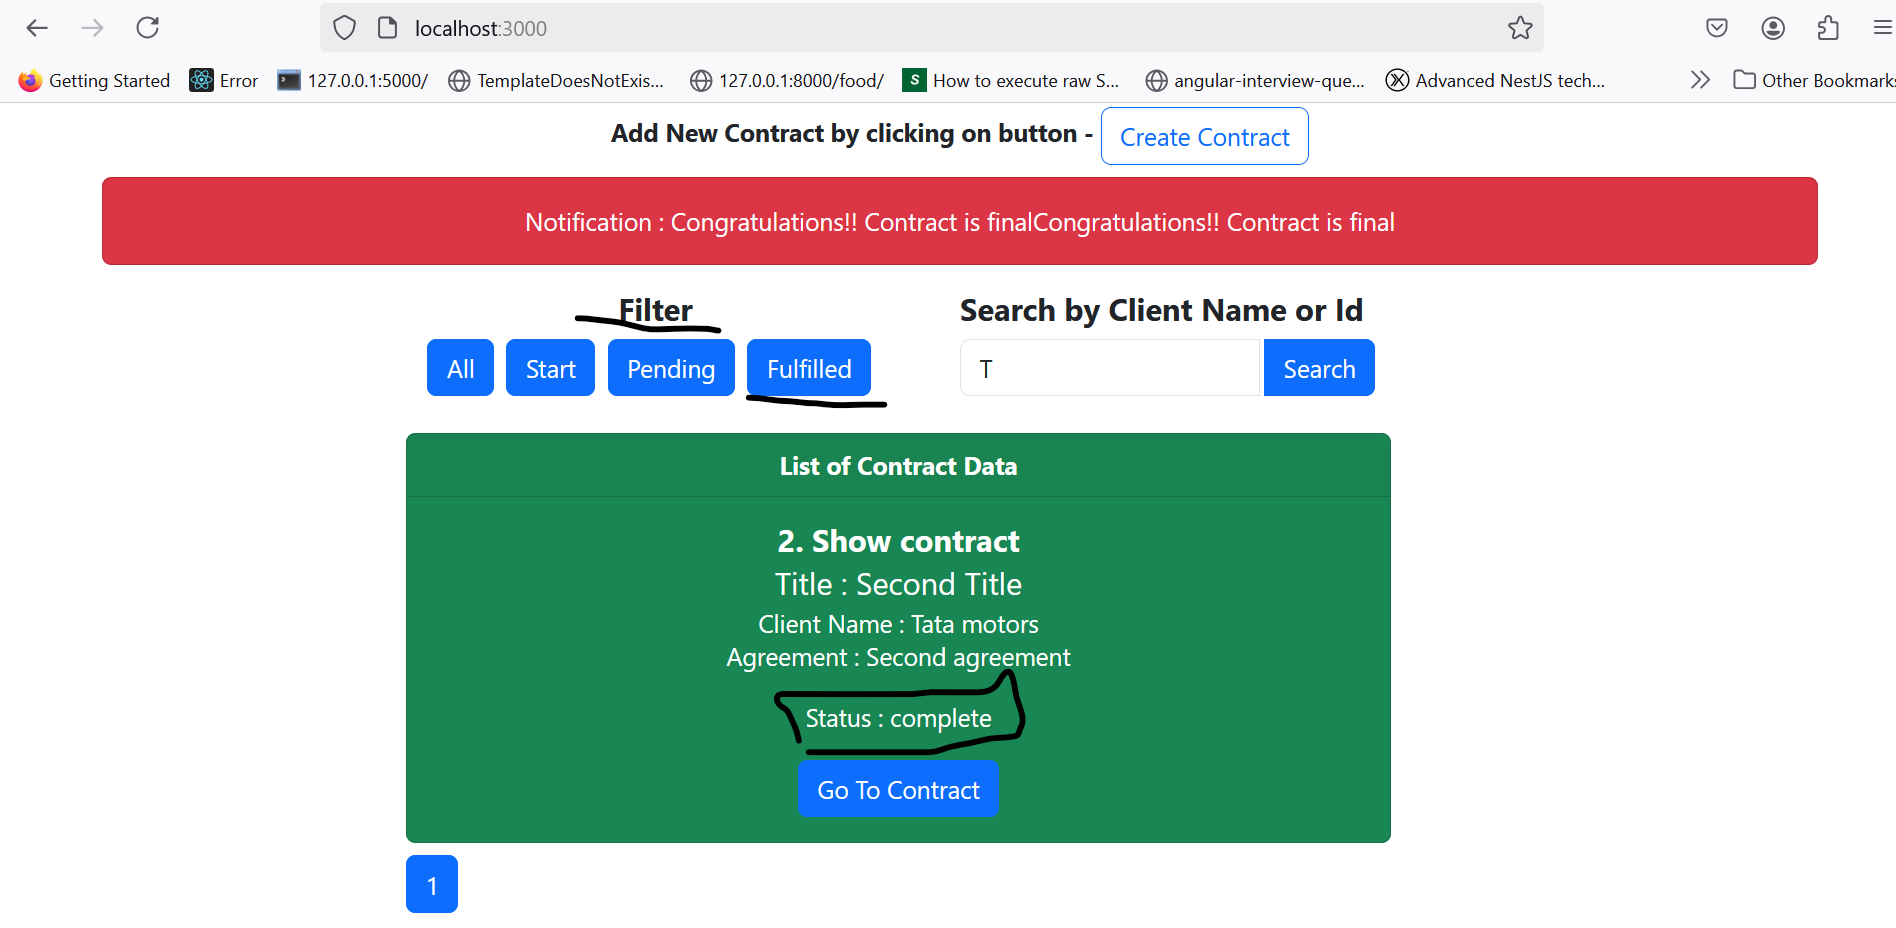 localhost:3000
Getting Started Error 127.0.0.1:5000/ TemplateDoesNotExis... 127.0.0.1:8000/food/ S How to execute raw S... angular-interview-que... Advanced NestJS tech... Other Bookmarks
Add New Contract by clicking on button - Create Contract
Notification : Congratulations!! Contract is finalCongratulations!! Contract is final
Filter
All Start Pending Fulfilled
Search by Client Name or Id
T Search
List of Contract Data
2. Show contract
Title : Second Title
Client Name : Tata motors
Agreement : Second agreement
Status : complete
Go To Contract
1